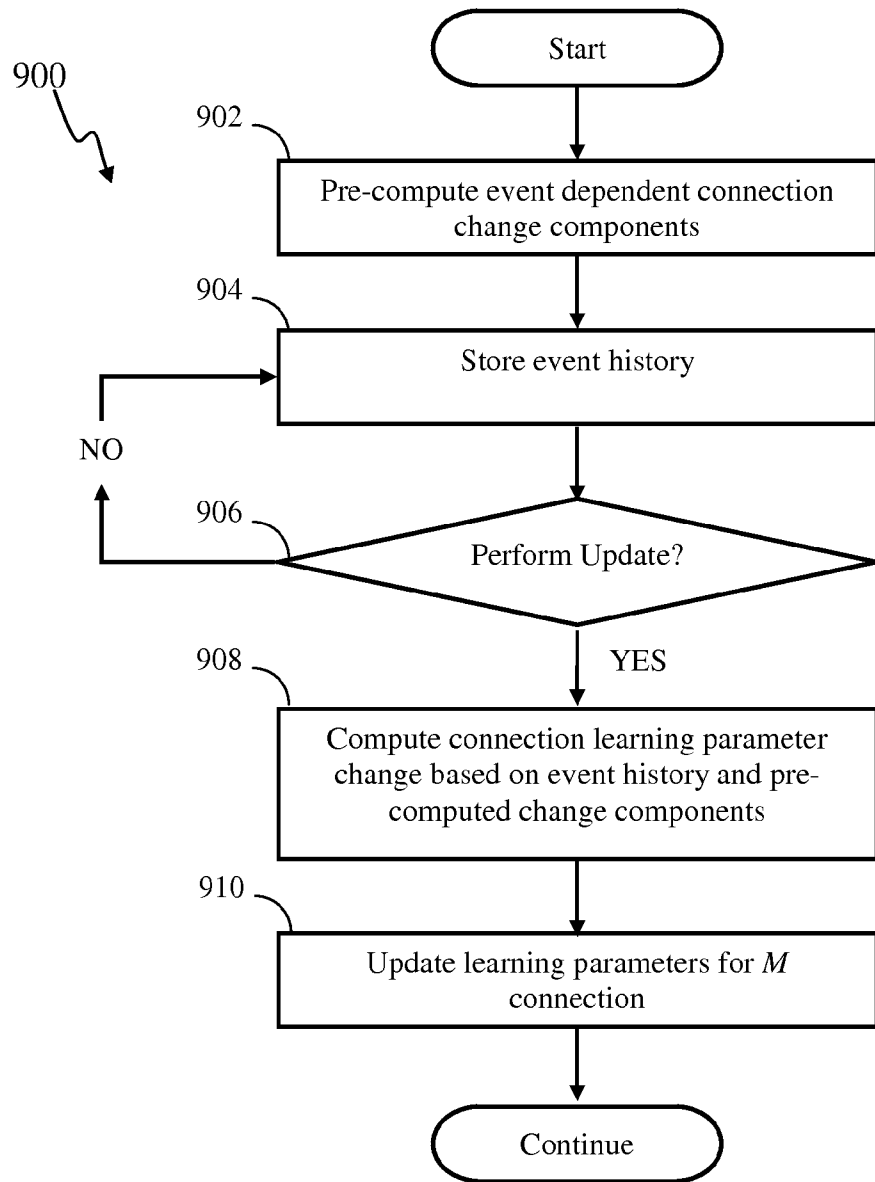 Start
900
902
Pre-compute event dependent connection
change components
904
Store event history
NO
906
Perform Update?
YES
908
Compute connection learning parameter
change based on event history and pre-
computed change components
910
Update learning parameters for M
connection
Continue